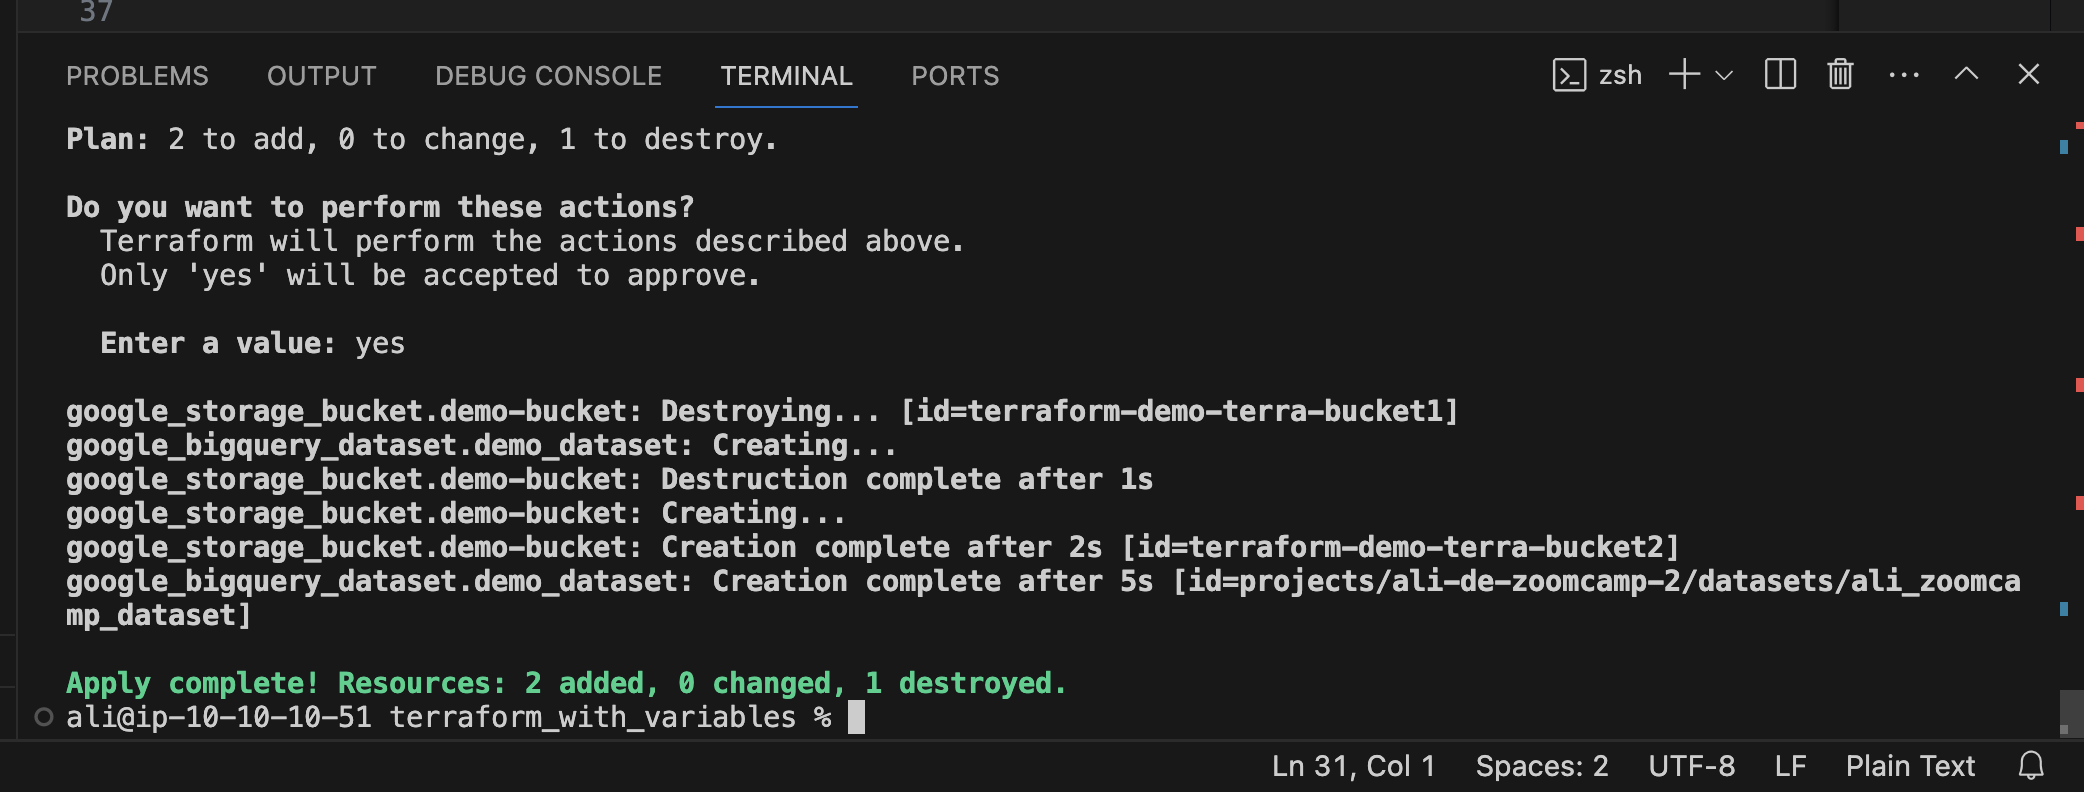 37
PROBLEMS OUTPUT DEBUG CONSOLE TERMINAL PORTS zsh
Plan: 2 to add, 0 to change, 1 to destroy.
Do you want to perform these actions?
Terraform will perform the actions described above.
Only 'yes' will be accepted to approve.
Enter a value: yes
google_storage_bucket.demo-bucket: Destroying... [id=terraform-demo-terra-bucket1]
google_bigquery_dataset.demo_dataset: Creating...
google_storage_bucket.demo-bucket: Destruction complete after 1s
google_storage_bucket.demo-bucket: Creating...
google_storage_bucket.demo-bucket: Creation complete after 2s [id=terraform-demo-terra-bucket2]
google_bigquery_dataset.demo_dataset: Creation complete after 5s [id=projects/ali-de-zoomcamp-2/datasets/ali_zoomca
mp_dataset]
Apply complete! Resources: 2 added, 0 changed, 1 destroyed.
ali@ip-10-10-10-51 terraform_with_variables %
Ln 31, Col 1 Spaces: 2 UTF-8 LF Plain Text